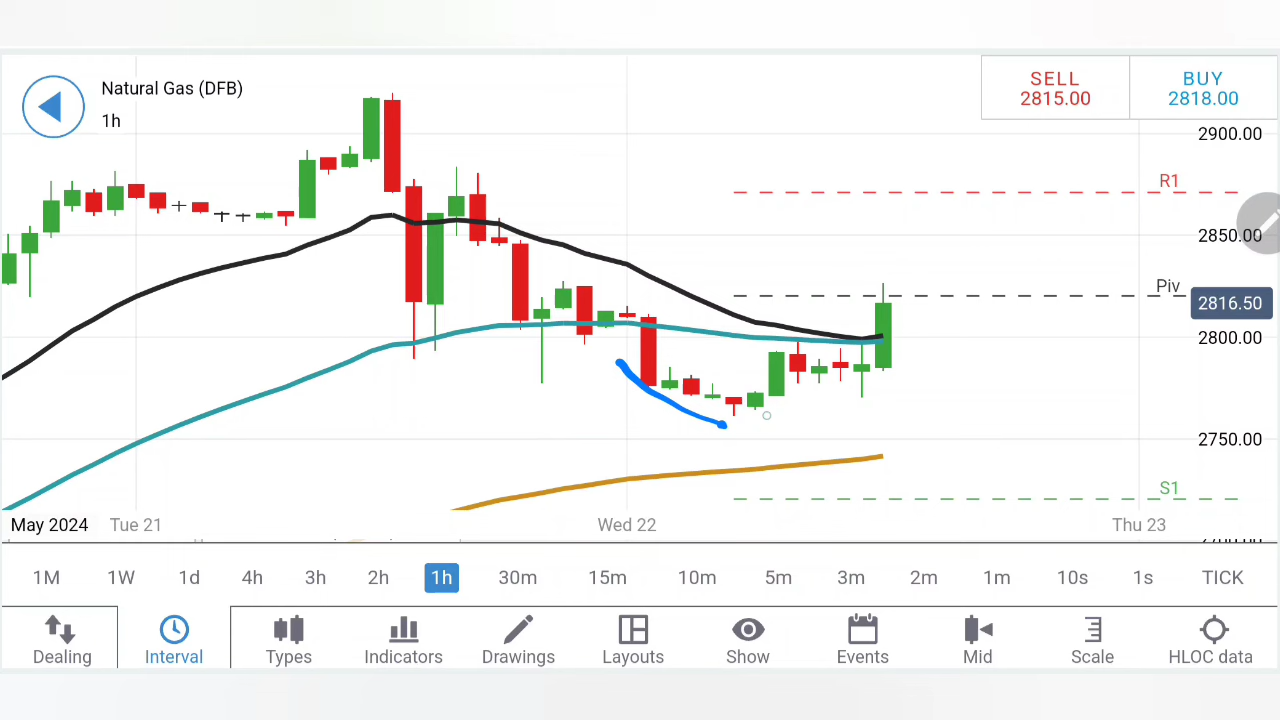 Natural Gas (DFB)
1h
SELL
2815.00
BUY
2818.00
2900.00
R1
2850.00
Piv
2816.50
2800.00
2750.00
S1
May 2024 Tue 21 Wed 22 Thu 23
1M 1W 1d 4h 3h 2h 1h 30m 15m 10m 5m 3m 2m 1m 10s 1s TICK
Dealing Interval Types Indicators Drawings Layouts Show Events Mid Scale HLOC data